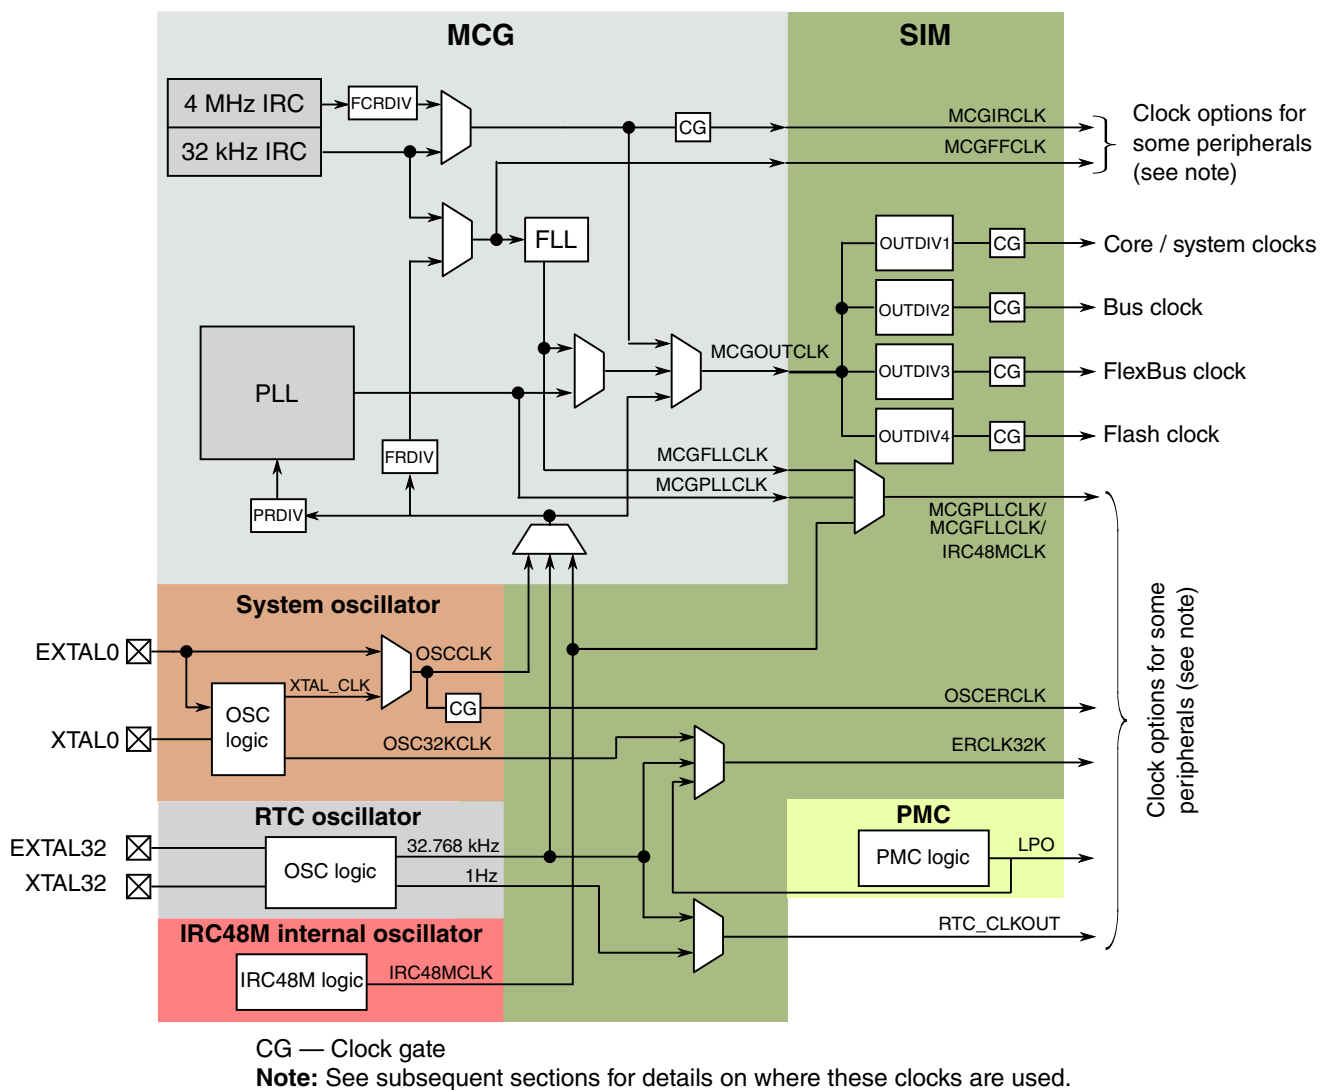 MCG
SIM
4 MHz IRC
FCRDIV
32 kHz IRC
CG
MCGIRCLK
MCGFFCLK
Clock options for
some peripherals
(see note)
FLL
OUTDIV1
CG
Core / system clocks
OUTDIV2
CG
Bus clock
MCGOUTCLK
OUTDIV3
CG
FlexBus clock
PLL
OUTDIV4
CG
Flash clock
FRDIV
MCGFLLCLK
MCGPLLCLK
PRDIV
MCGPLLCLK/
MCGFLLCLK/
IRC48MCLK
System oscillator
EXTAL0
OSCCLK
XTAL_CLK
OSC
logic
CG
OSCERCLK
XTAL0
OSC32KCLK
ERCLK32K
Clock options for some
peripherals (see note)
RTC oscillator
PMC
EXTAL32
32.768 kHz
OSC logic
PMC logic
LPO
XTAL32
1Hz
RTC_CLKOUT
IRC48M internal oscillator
IRC48M logic
IRC48MCLK
CG — Clock gate
Note: See subsequent sections for details on where these clocks are used.